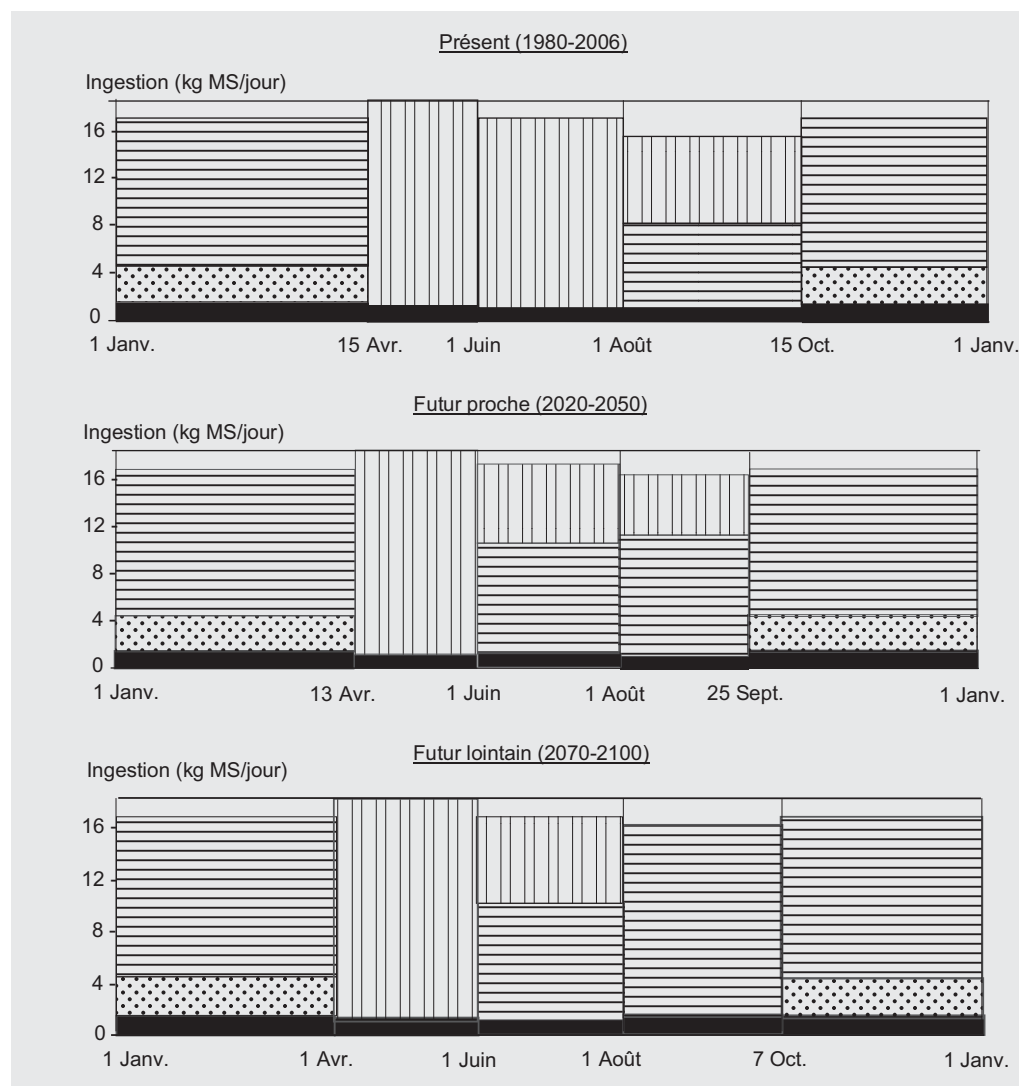 Présent (1980-2006)
Ingestion (kg MS/jour)
16
12
8
4
0
1 Janv. 15 Avr. 1 Juin 1 Août 15 Oct. 1 Janv.
Futur proche (2020-2050)
Ingestion (kg MS/jour)
16
12
8
4
0
1 Janv. 13 Avr. 1 Juin 1 Août 25 Sept. 1 Janv.
Futur lointain (2070-2100)
Ingestion (kg MS/jour)
16
12
8
4
0
1 Janv. 1 Avr. 1 Juin 1 Août 7 Oct. 1 Janv.